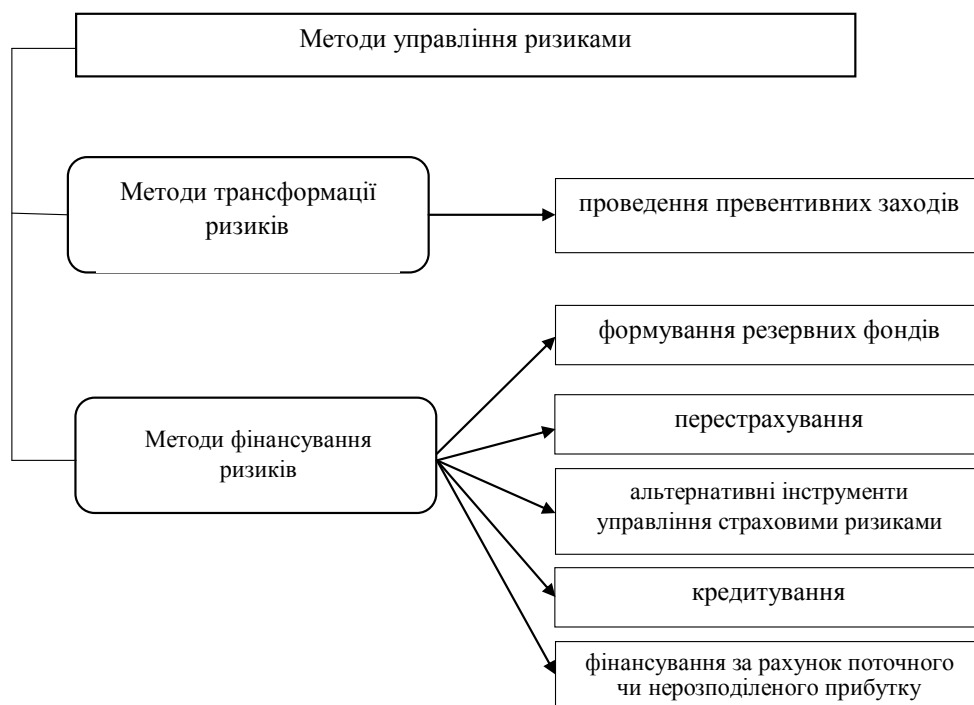 Методи управління ризиками
Методи трансформації
ризиків
проведення превентивних заходів
формування резервних фондів
перестрахування
Методи фінансування
ризиків
альтернативні інструменти
управління страховими ризиками
кредитування
фінансування за рахунок поточного
чи нерозподіленого прибутку